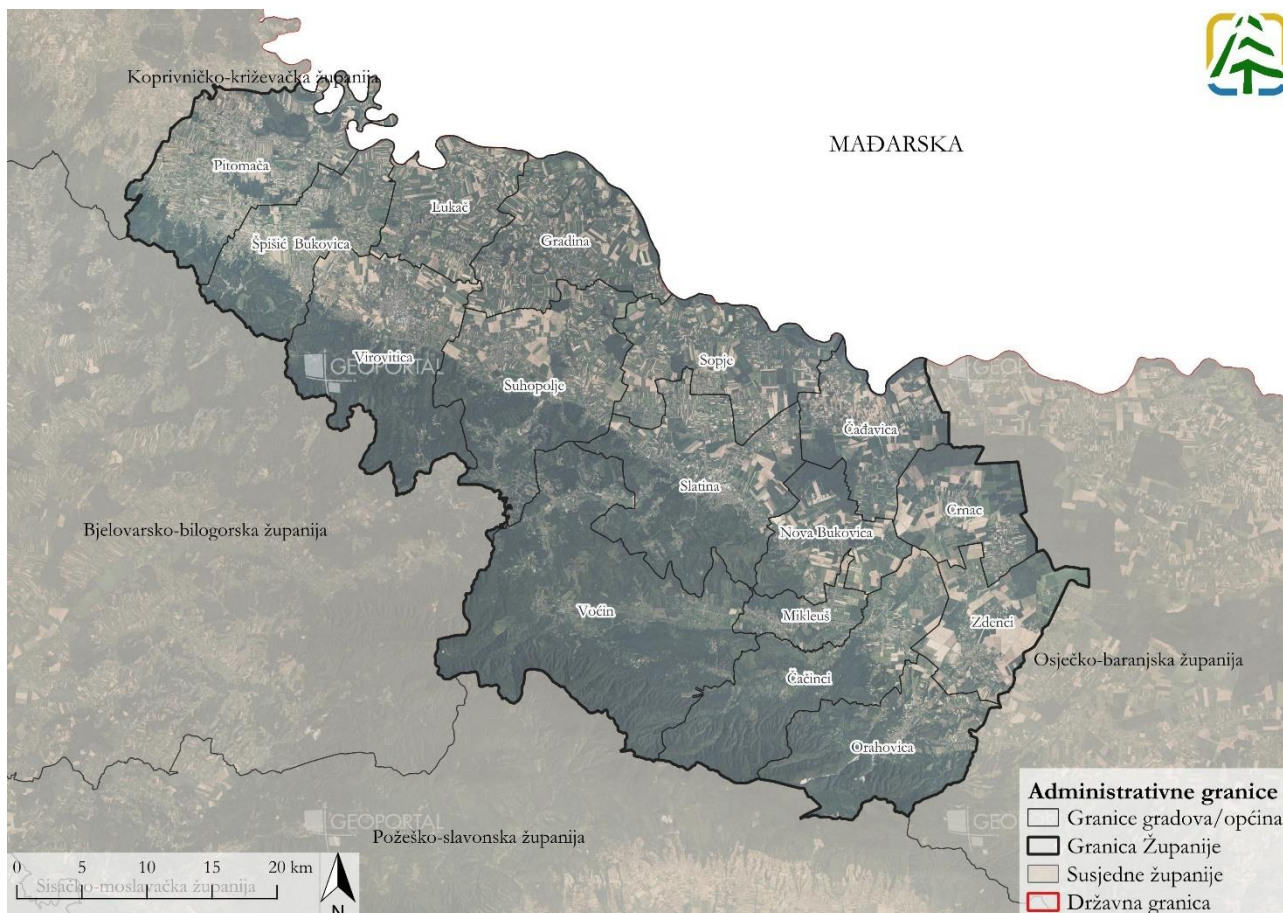 Koprivničko-križevačka županija
MAĐARSKA
Pitomača
Lukač
Špišić Bukovica
Gradina
GEOPORTAL
Virovitica
Sopje
Suhopolje
Čađavica
Slatina
Crnac
Bjelovarsko-bilogorska županija
Nova Bukovica
Voćin
Mikleuš
Zdenci
Osječko-baranjska županija
Čačinci
Orahovica
GEOPORTAL
Požeško-slavonska županija
Administrativne granice
Granice gradova/općina
Granica Županije
Susjedne županije
Državna granica
0 5 10 15 20 km
Sisačko-moslavačka županija
N